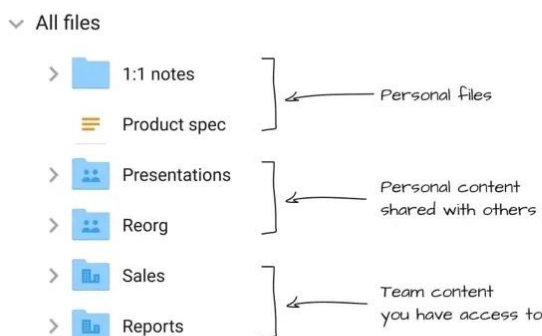 All files
1:1 notes
Personal files
Product spec
Presentations
Personal content
shared with others
Reorg
Sales
Team content
you have access to
Reports